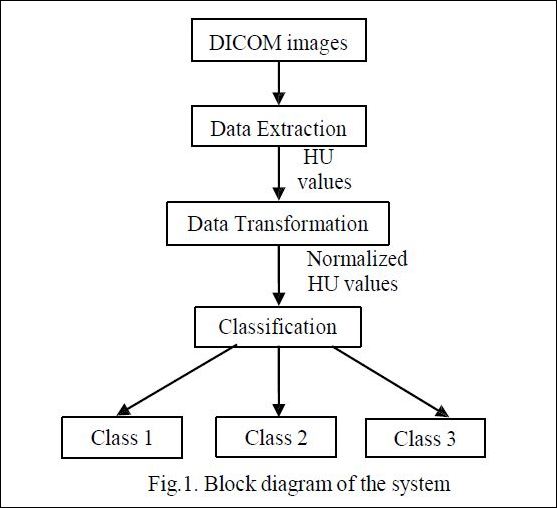 DICOM images
Data Extraction
HU
values
Data Transformation
Normalized
HU values
Classification
Class 1
Class 2
Class 3
Fig.1. Block diagram of the system